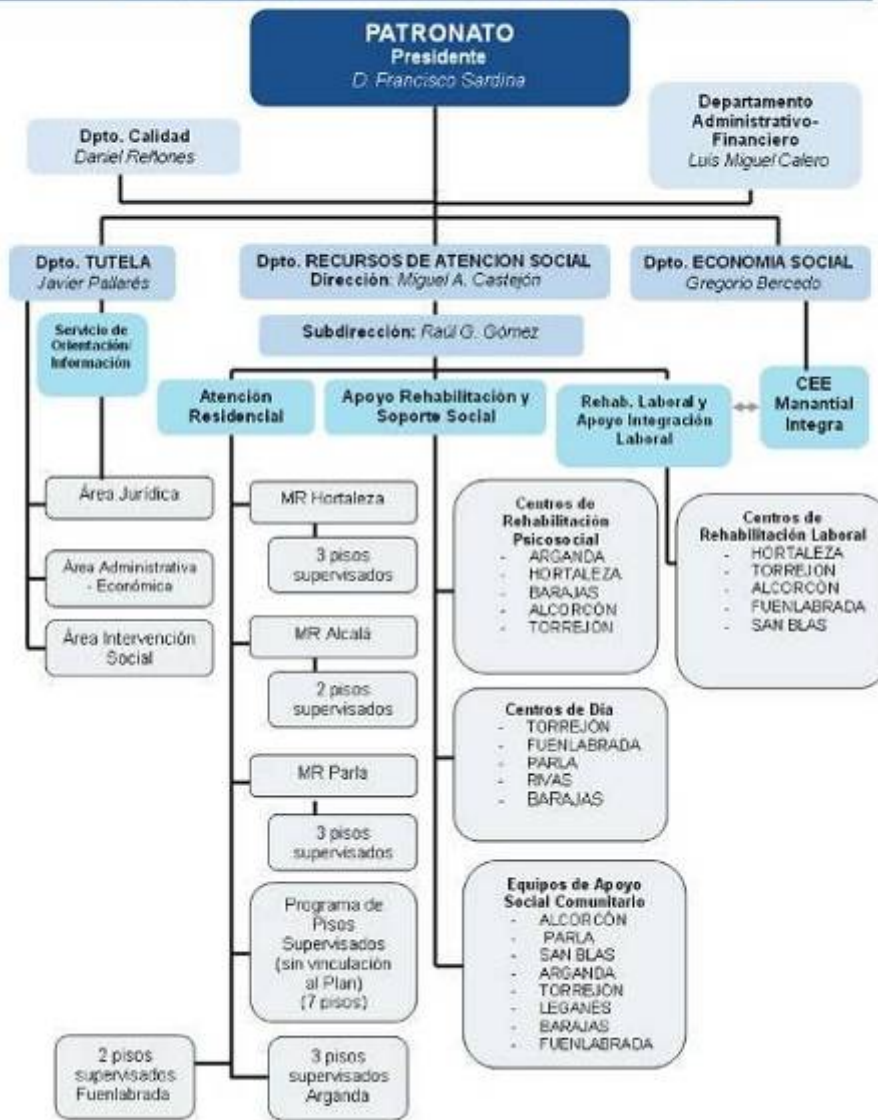 PATRONATO
Presidente
D. Francisco Sardina
Dpto. Calidad
Daniel Reñones
Departamento
Administrativo-
Financiero
Luis Miguel Calero
Dpto. TUTELA
Javier Pallarés
Dpto. RECURSOS DE ATENCION SOCIAL
Dirección: Miguel A. Castejón
Dpto. ECONOMIA SOCIAL
Gregorio Bercedo
Servicio de
Orientación/
Información
Subdirección: Raúl G. Gómez
Atención
Residencial
Apoyo Rehabilitación y
Soporte Social
Rehab. Laboral y
Apoyo Integración
Laboral
CEE
Manantial
Integra
Área Jurídica
Área Administrativa
- Económica
Área Intervención
Social
MR Hortaleza
3 pisos
supervisados
MR Alcalá
2 pisos
supervisados
MR Parla
3 pisos
supervisados
Programa de
Pisos
Supervisados
(sin vinculación
al Plan)
(7 pisos)
2 pisos
supervisados
Fuenlabrada
3 pisos
supervisados
Arganda
Centros de
Rehabilitación
Psicosocial
- ARGANDA
- HORTALEZA
- BARAJAS
- ALCORCÓN
- TORREJON
Centros de Día
- TORREJÓN
- FUENLABRADA
- PARLA
- RIVAS
- BARAJAS
Equipos de Apoyo
Social Comunitario
- ALCORCÓN
- PARLA
- SAN BLAS
- ARGANDA
- TORREJÓN
- LEGANÉS
- BARAJAS
- FUENLABRADA
Centros de
Rehabilitación Laboral
- HORTALEZA
- TORREJON
- ALCORCÓN
- FUENLABRADA
- SAN BLAS